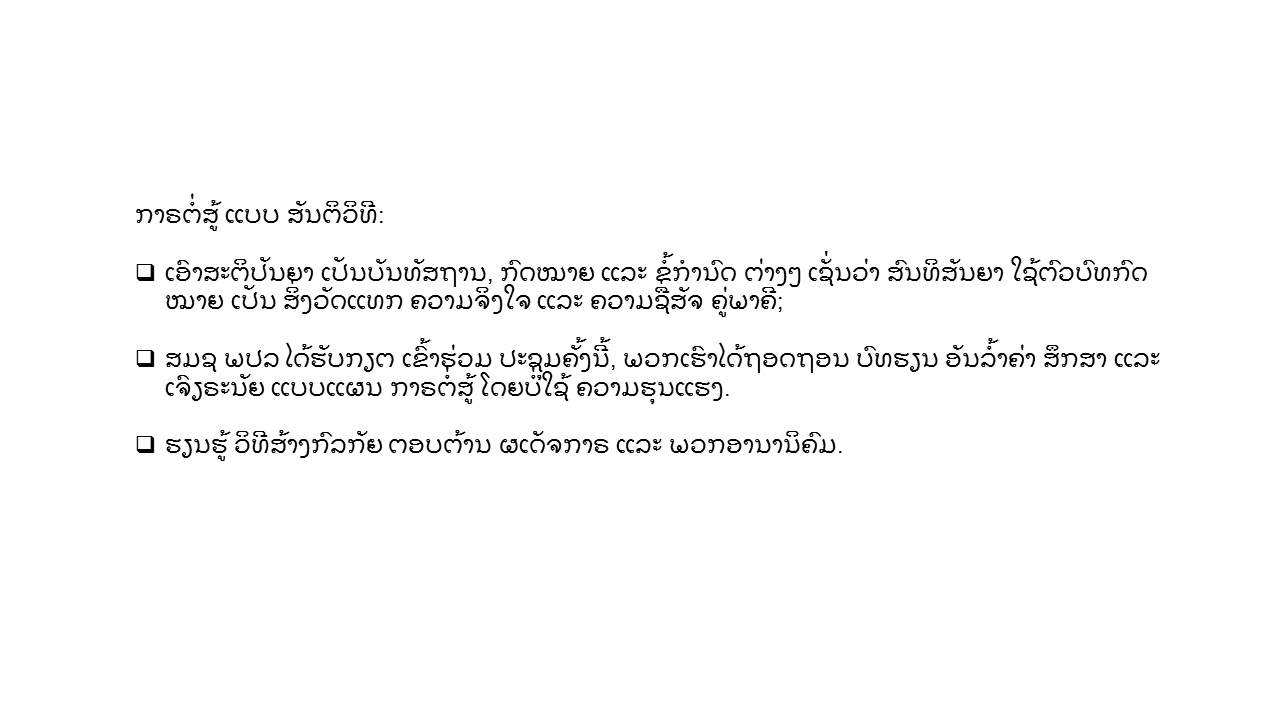 ກາຣຕໍ່ສູ້ ແບບ ສັນຕິວິທີ:
❑ ເອົາສະຕິປັນຍາ ເປັນບັນທັສຖານ, ກົດໝາຍ ແລະ ຂໍ້ກຳນົດ ຕ່າງໆ ເຊັ່ນວ່າ ສົນທິສັນຍາ ໃຊ້ຕົວບົທກົດ
ໝາຍ ເປັນ ສິ່ງວັດແທກ ຄວາມຈິງໃຈ ແລະ ຄວາມຊື່ສັຈ ຄູ່ພາຄີ;
❑ ສມຊ ພປລ ໄດ້ຮັບກຽຕ ເຂົ້າຮ່ວມ ປະຊຸມຄັ້ງນີ້, ພວກເຮົາໄດ້ຖອດຖອນ ບົທຮຽນ ອັນລໍ້າຄ່າ ສຶກສາ ແລະ
ເຈັຽຣະນັຍ ແບບແຜນ ກາຣຕໍ່ສູ້ ໂດຍບໍ່ໃຊ້ ຄວາມຮຸນແຮງ.
❑ ຮຽນຮູ້ ວິທີສ້າງກົລກັຍ ຕອບຕ້ານ ຜເດັຈກາຣ ແລະ ພວກອານານິຄົມ.